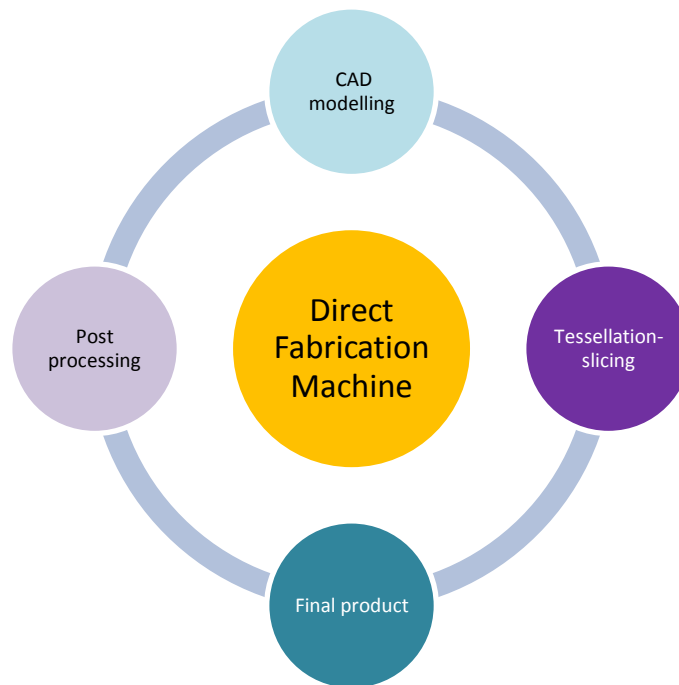 CAD
modelling
Direct
Fabrication
Machine
Post
processing
Tessellation-
slicing
Final product